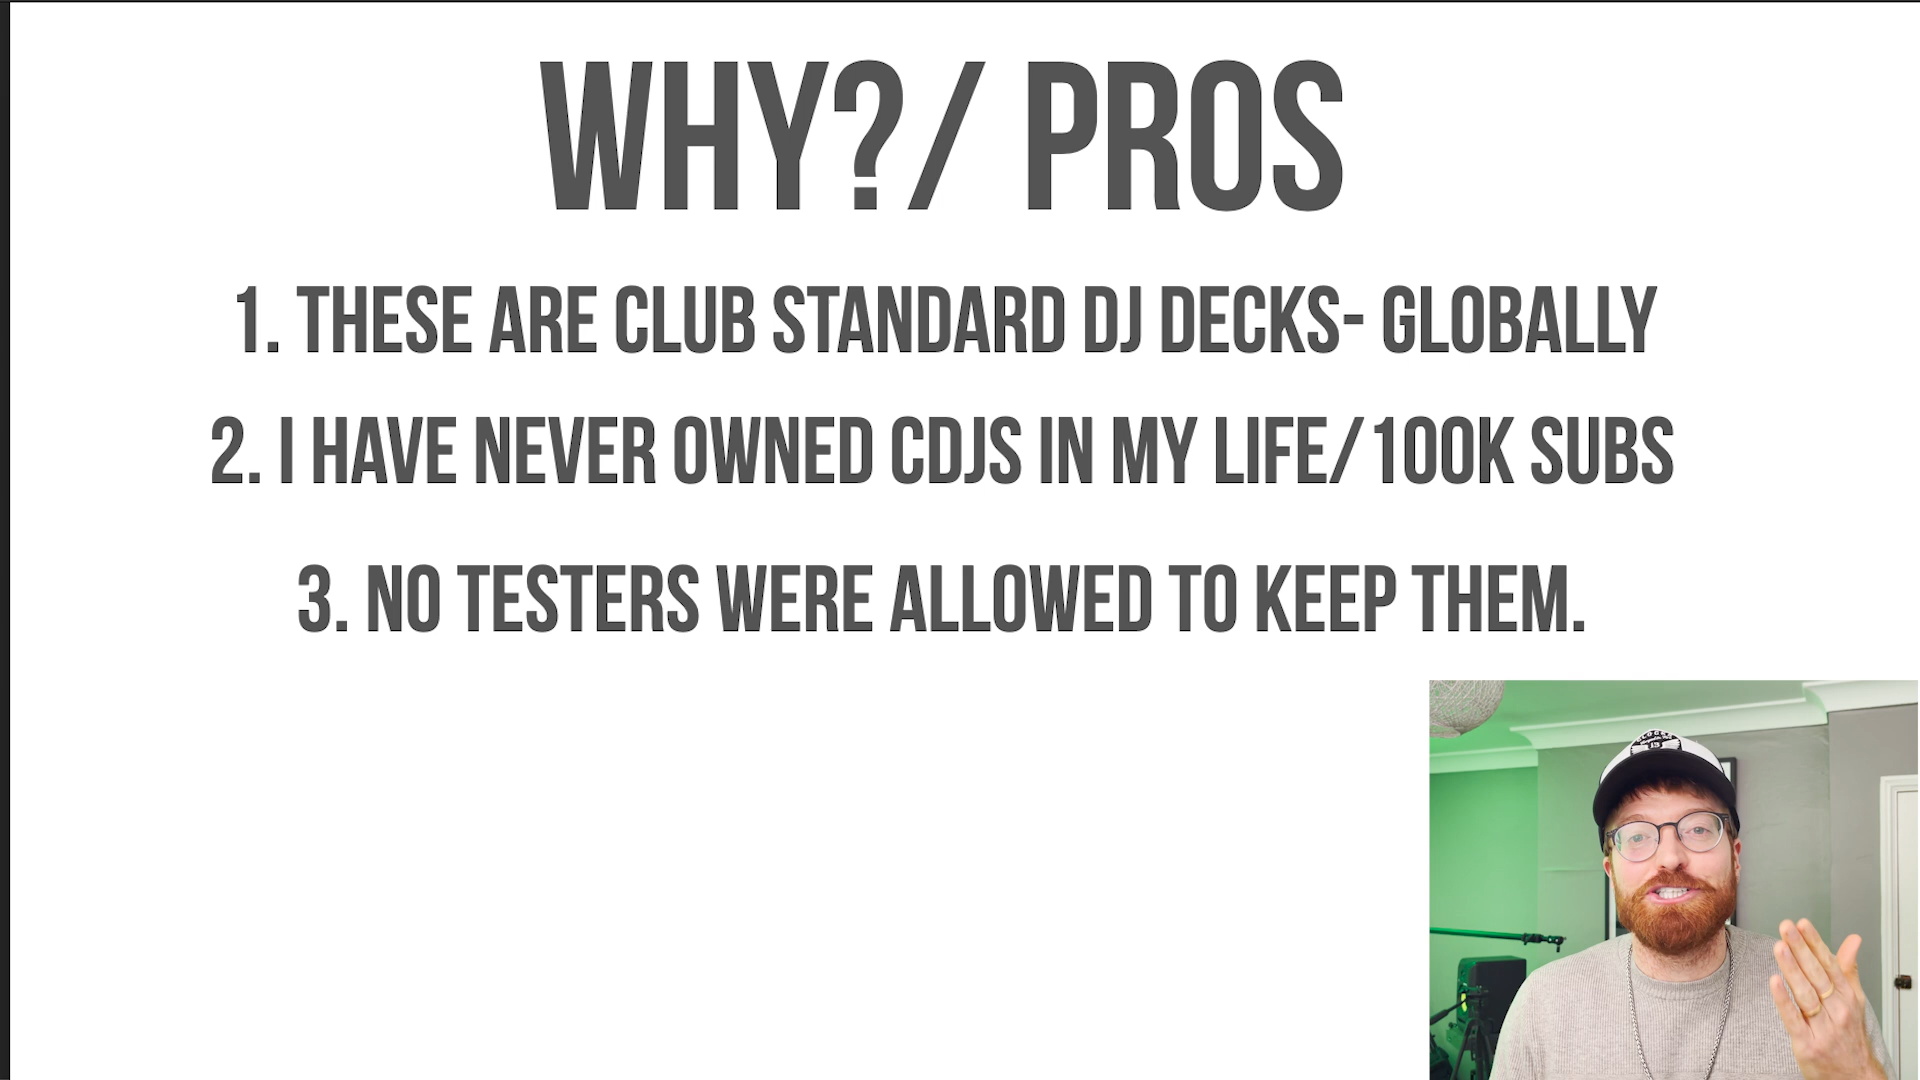 WHY?/ PROS
1. THESE ARE CLUB STANDARD DJ DECKS- GLOBALLY
2. I HAVE NEVER OWNED CDJS IN MY LIFE/100K SUBS
3. NO TESTERS WERE ALLOWED TO KEEP THEM.